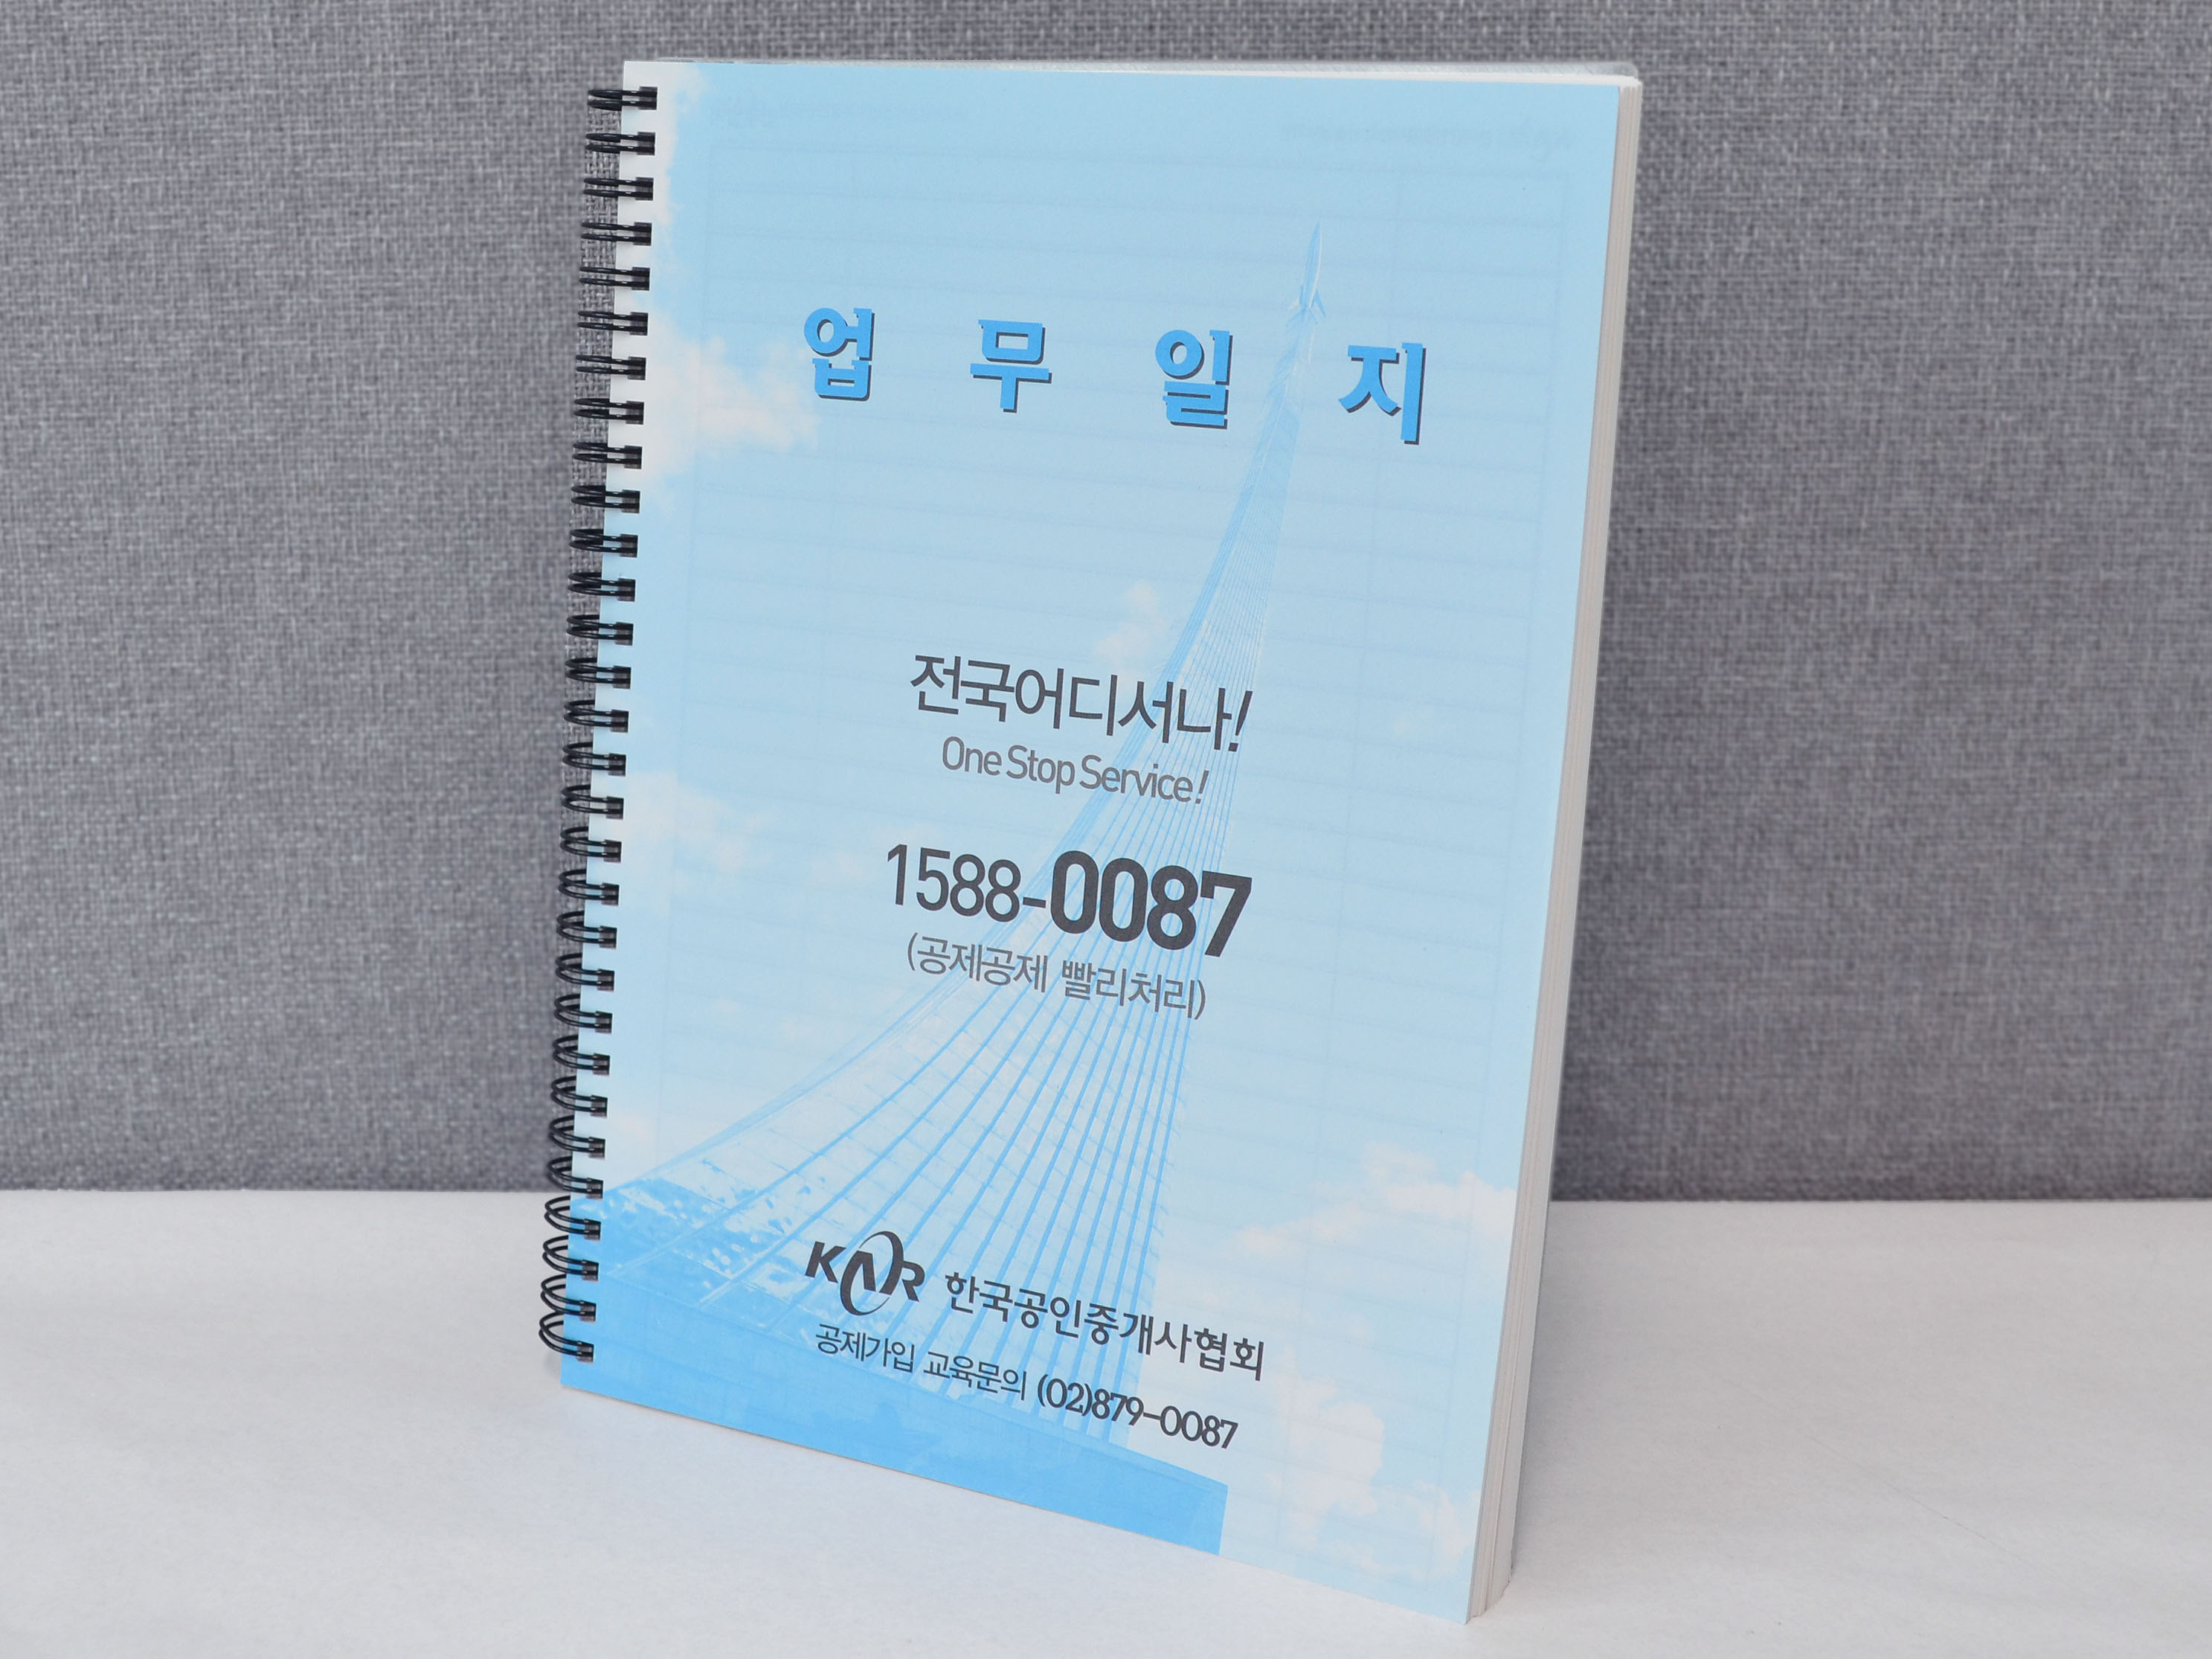 업 무 일 지
전국어디서나!
One Stop Service!
1588-0087
(공제공제 빨리처리)
KAR 한국공인중개사협회
공제가입 교육문의 (02)879-0087